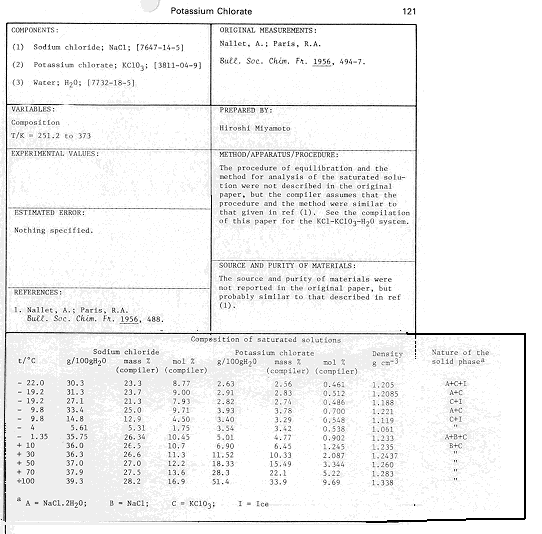 Potassium Chlorate 121
COMPONENTS:
(1) Sodium chloride; NaCl; [7647-14-5]
(2) Potassium chlorate; KClO3; [3811-04-9]
(3) Water; H2O; [7732-18-5]
ORIGINAL MEASUREMENTS:
Nallet, A.; Paris, R.A.
Bull. Soc. Chim. Fr. 1956, 494-7.
VARIABLES:
Composition
T/K = 251.2 to 373
PREPARED BY:
Hiroshi Miyamoto
EXPERIMENTAL VALUES:
METHOD/APPARATUS/PROCEDURE:
The procedure of equilibration and the
method for analysis of the saturated solu-
tion were not described in the original
paper, but the compiler assumes that the
procedure and the method were similar to
that given in ref (1). See the compilation
of this paper for the KCl-KClO3-H2O system.
ESTIMATED ERROR:
Nothing specified.
SOURCE AND PURITY OF MATERIALS:
The source and purity of materials were
not reported in the original paper, but
probably similar to that described in ref
(1).
REFERENCES:
1. Nallet, A.; Paris, R.A.
Bull. Soc. Chim. Fr. 1956, 488.
Composition of saturated solutions
Sodium chloride Potassium chlorate Density Nature of the
t/°C g/100gH2O mass % mol % g/100gH2O mass % mol % g cm-3 solid phase a
(compiler) (compiler) (compiler) (compiler)
- 22.0 30.3 23.3 8.77 2.63 2.56 0.461 1.205 A+C+I
- 19.2 31.3 23.7 9.00 2.91 2.83 0.512 1.2085 A+C
- 19.2 27.1 21.3 7.93 2.82 2.74 0.486 1.188 C+I
- 9.8 33.4 25.0 9.71 3.93 3.78 0.700 1.221 A+C
- 9.8 14.8 12.9 4.50 3.40 3.29 0.548 1.119 C+I
- 4 5.61 5.31 1.75 3.54 3.42 0.538 1.061 "
- 1.35 35.75 26.34 10.45 5.01 4.77 0.902 1.233 A+B+C
+ 10 36.0 26.5 10.7 6.90 6.45 1.245 1.235 B+C
+ 30 36.3 26.6 11.3 11.52 10.33 2.087 1.2437 "
+ 50 37.0 27.0 12.2 18.33 15.49 3.344 1.260 "
+ 70 37.9 27.5 13.6 28.3 22.1 5.22 1.283 "
+100 39.3 28.2 16.9 51.4 33.9 9.69 1.338 "
a A = NaCl.2H2O; B = NaCl; C = KClO3; I = Ice